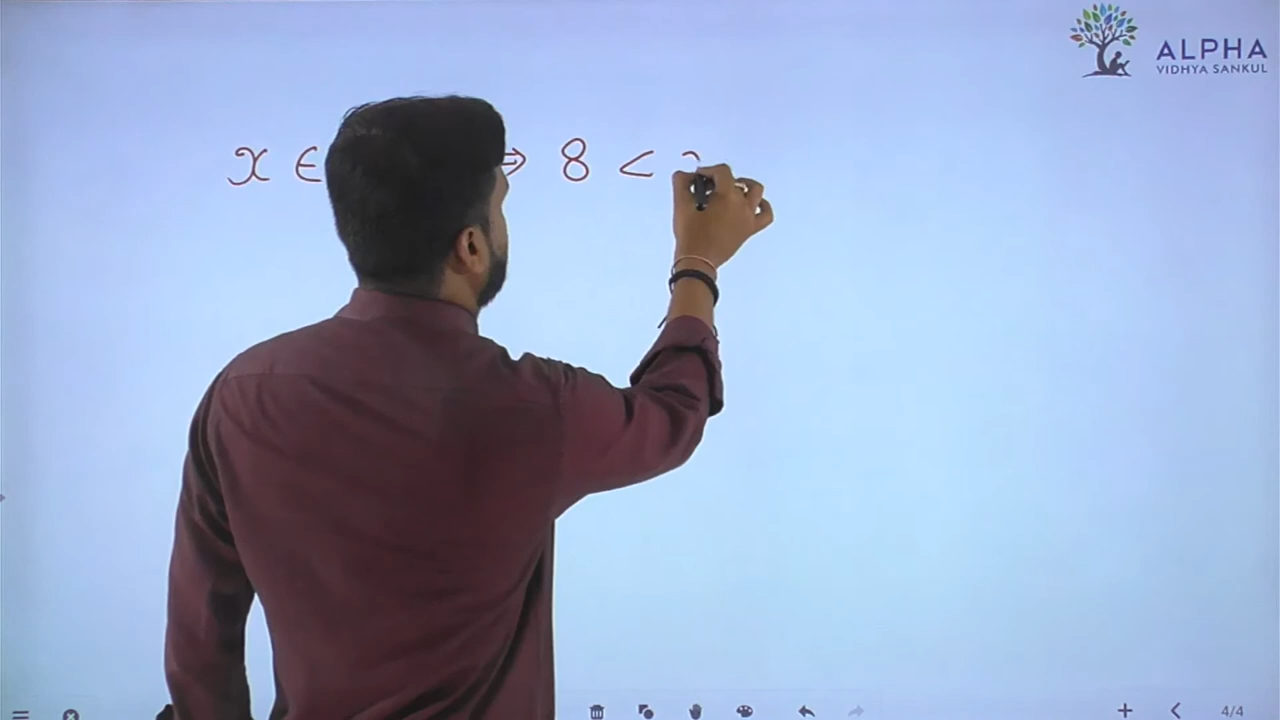 ALPHA
VIDHYA SANKUL
x ∈ ⇒ 8 <
4/4